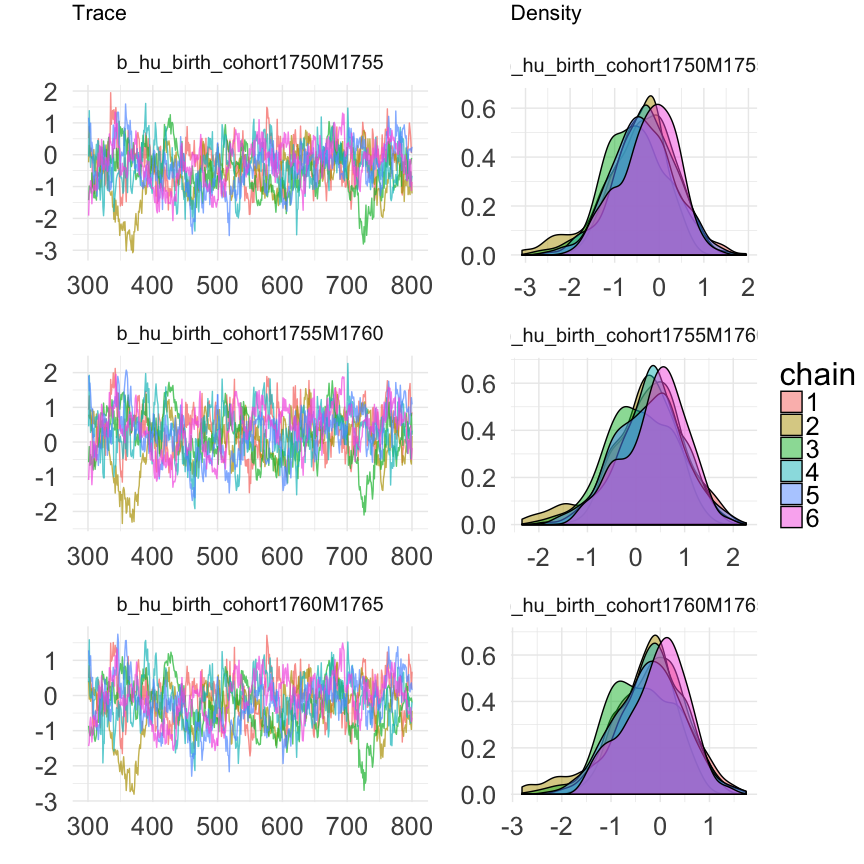 Trace
Density
b_hu_birth_cohort1750M1755
_hu_birth_cohort1750M175
2
1
0
-1
-2
-3
300 400 500 600 700 800
0.6
0.4
0.2
0.0
-3 -2 -1 0 1 2
b_hu_birth_cohort1755M1760
_hu_birth_cohort1755M176
2
1
0
-1
-2
300 400 500 600 700 800
0.6
0.4
0.2
0.0
-2 -1 0 1 2
chain
1
2
3
4
5
6
b_hu_birth_cohort1760M1765
_hu_birth_cohort1760M176
1
0
-1
-2
-3
300 400 500 600 700 800
0.6
0.4
0.2
0.0
-3 -2 -1 0 1